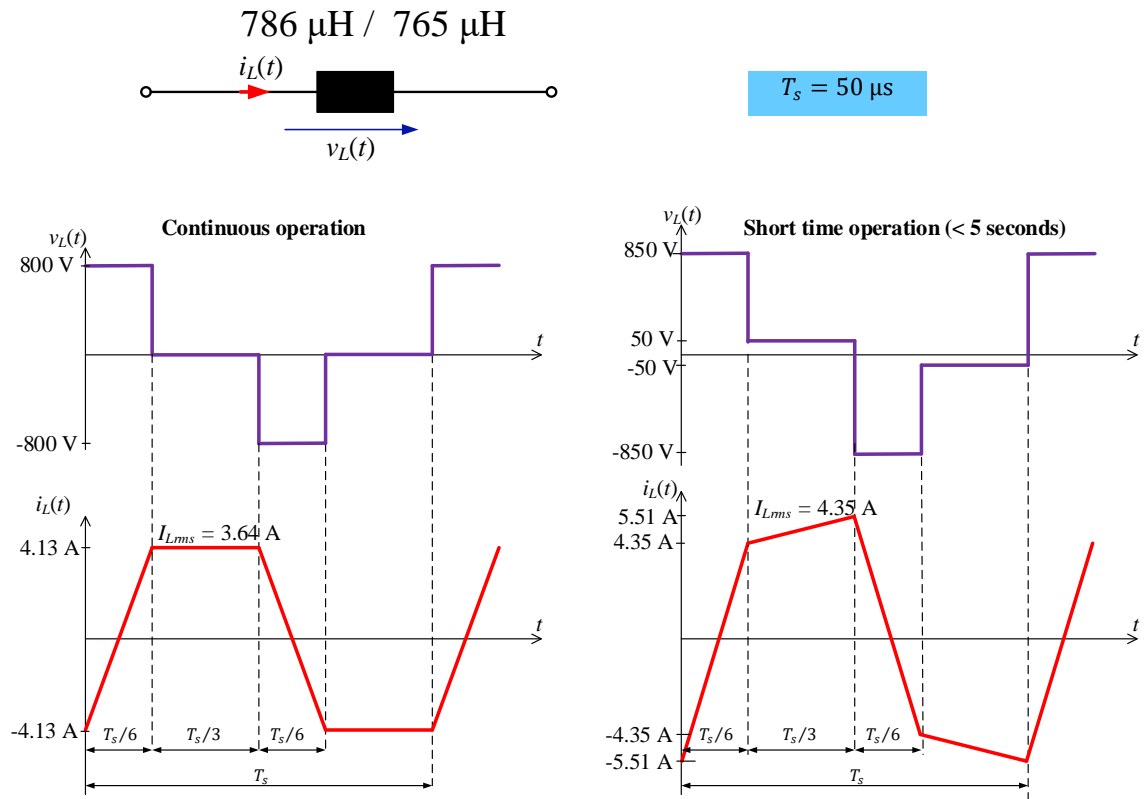 786 μH / 765 μH
i_L(t)
v_L(t)
T_s = 50 μs
Continuous operation
v_L(t)
800 V
t
-800 V
i_L(t)
I_Lrms = 3.64 A
4.13 A
t
-4.13 A
T_s/6
T_s/3
T_s/6
T_s
Short time operation (< 5 seconds)
v_L(t)
850 V
50 V
t
-50 V
-850 V
i_L(t)
I_Lrms = 4.35 A
5.51 A
4.35 A
t
-4.35 A
-5.51 A
T_s/6
T_s/3
T_s/6
T_s